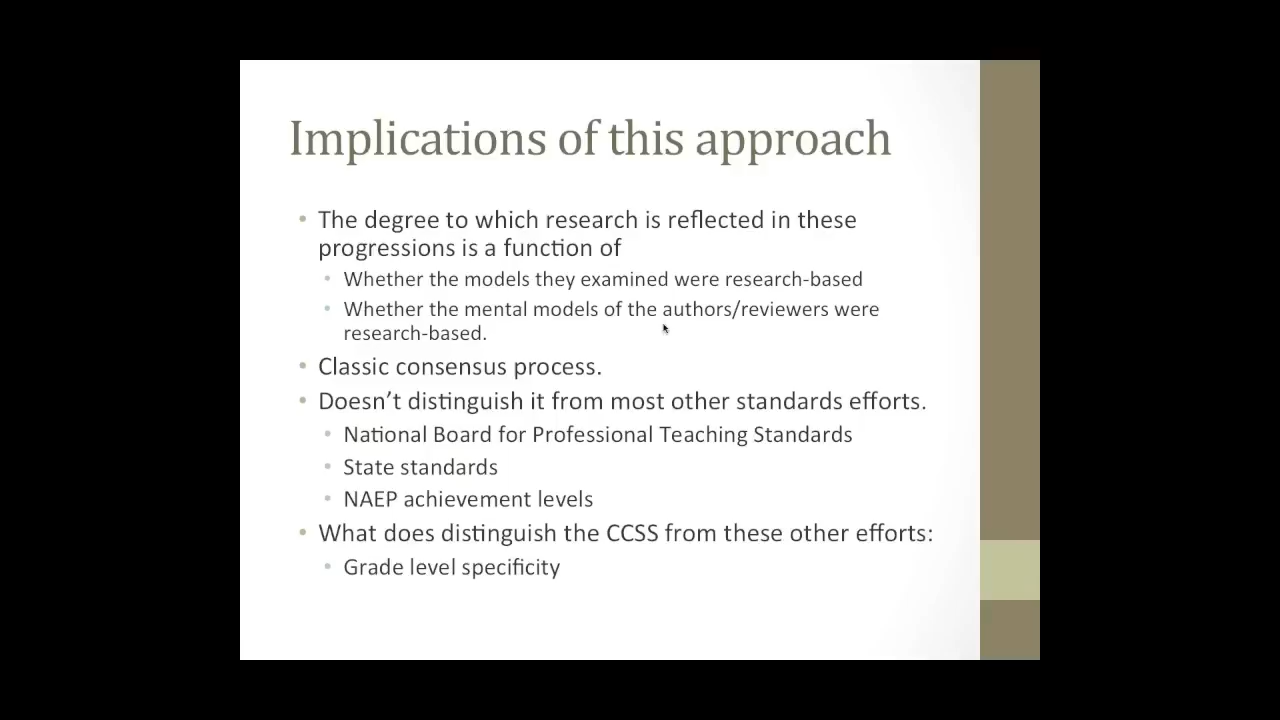 Implications of this approach
• The degree to which research is reflected in these
progressions is a function of
• Whether the models they examined were research-based
• Whether the mental models of the authors/reviewers were
research-based.
• Classic consensus process.
• Doesn't distinguish it from most other standards efforts.
• National Board for Professional Teaching Standards
• State standards
• NAEP achievement levels
• What does distinguish the CCSS from these other efforts:
• Grade level specificity